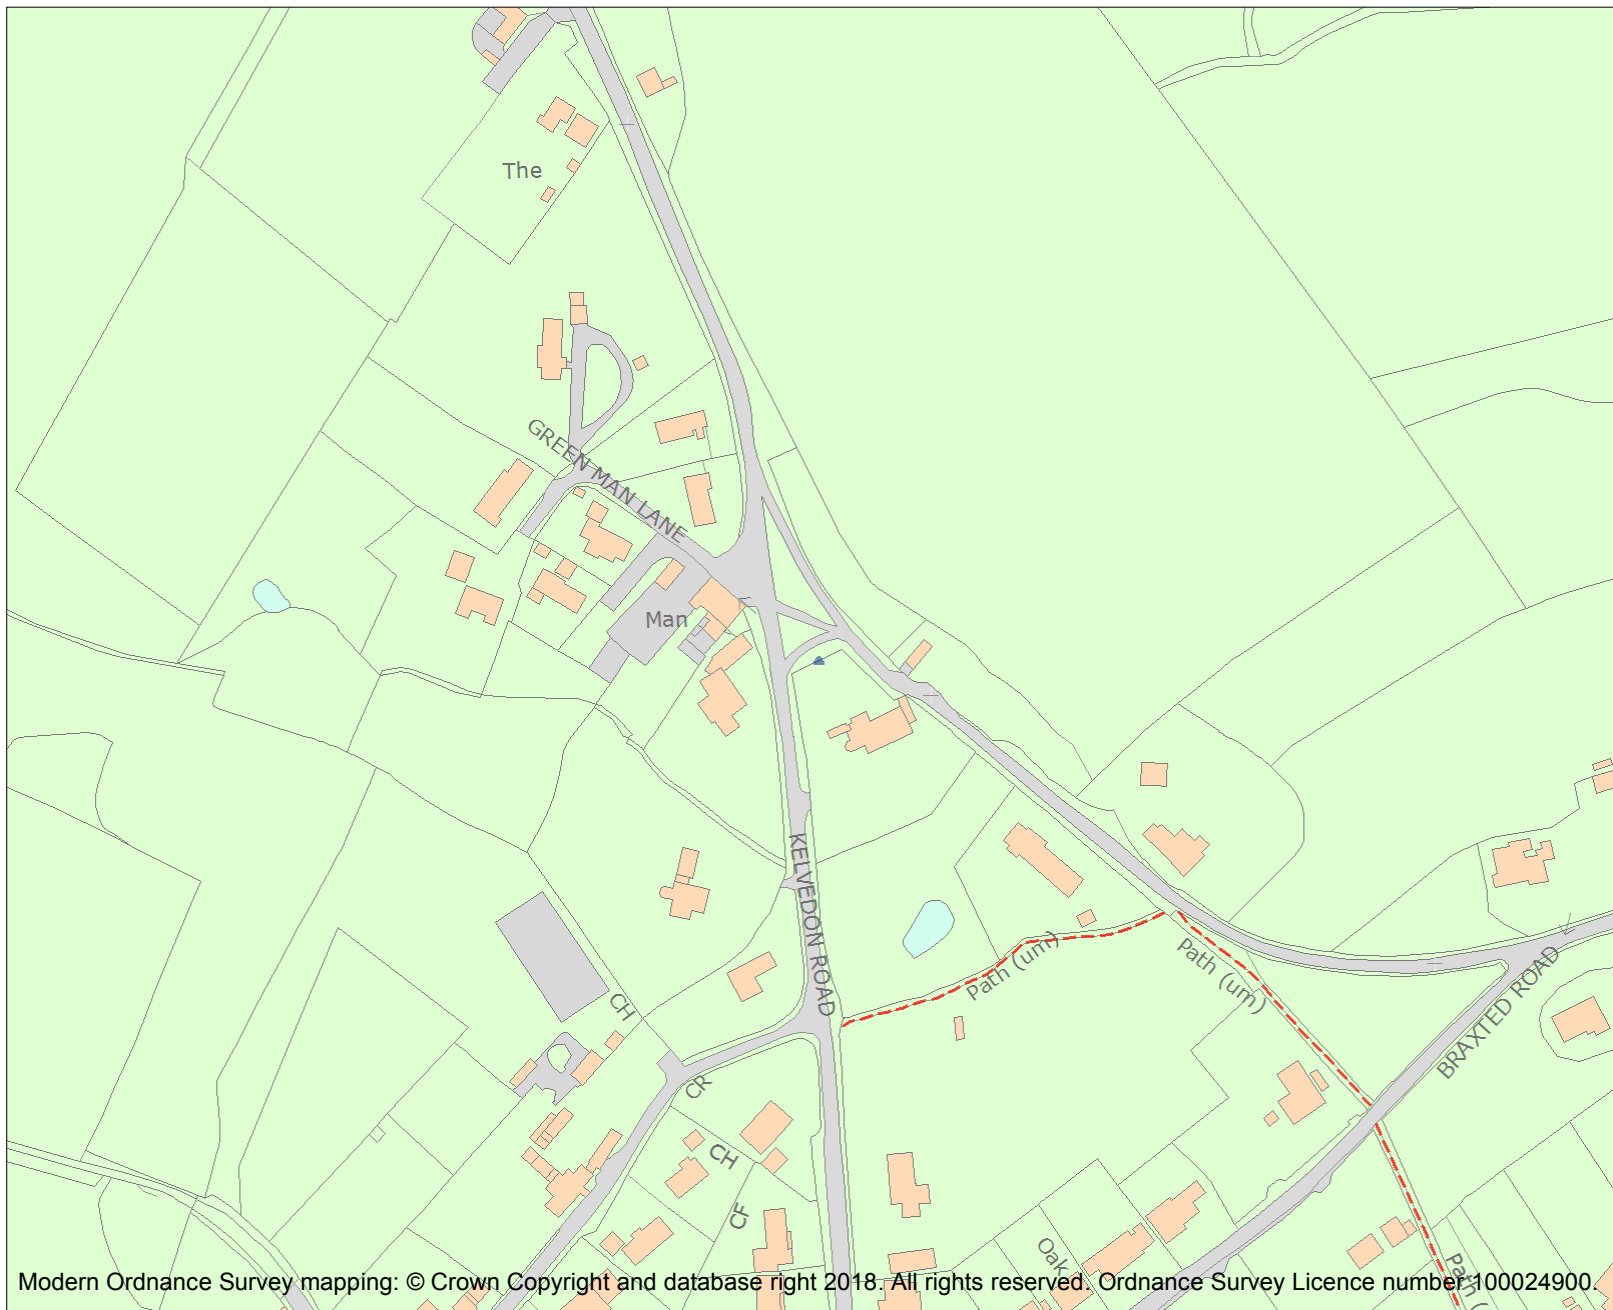 The
GREEN MAN LANE
Man
KELVEDON ROAD
Path (um)
Path (um)
BRAXTED ROAD
CH
CR
CH
CF
Oak
Path (
Modern Ordnance Survey mapping: © Crown Copyright and database right 2018. All rights reserved. Ordnance Survey Licence number 100024900.